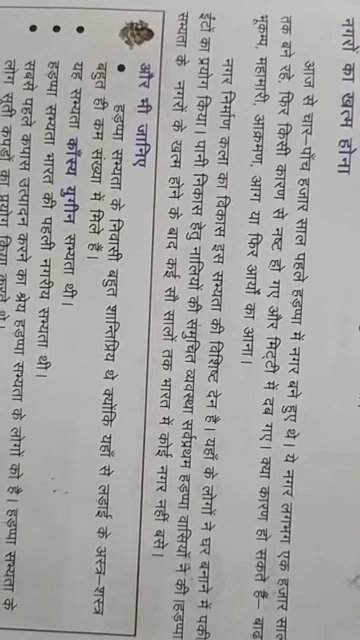 नगरों का खत्म होना
आज से चार-पाँच हजार साल पहले हड़प्पा में नगर बने हुए थे। ये नगर लगभग एक हजार साल
तक बने रहे, फिर किसी कारण से नष्ट हो गए और मिट्टी में दब गए। क्या कारण हो सकते हैं– बाढ़
भूकम्प, महामारी, आक्रमण, आग या फिर आर्यों का आना।
नगर निर्माण कला का विकास इस सभ्यता की विशिष्ट देन है। यहाँ के लोगों ने घर बनाने में पकी
ईंटों का प्रयोग किया। पानी निकास हेतु नालियों की समुचित व्यवस्था सर्वप्रथम हड़प्पा वासियों ने की।हड़प्पा
सभ्यता के नगरों के खत्म होने के बाद कई सौ सालों तक भारत में कोई नगर नहीं बसे।
और भी जानिए
• हड़प्पा सभ्यता के निवासी बहुत शान्तिप्रिय थे क्योंकि यहाँ से लड़ाई के अस्त्र-शस्त्र
बहुत ही कम संख्या में मिले हैं।
• यह सभ्यता काँस्य युगीन सभ्यता थी।
• हड़प्पा सभ्यता भारत की पहली नगरीय सभ्यता थी।
सबसे पहले कपास उत्पादन करने का श्रेय हड़प्पा सभ्यता के लोगों को है। हड़प्पा सभ्यता के
लोग सूती कपड़ों का प्रयोग किया करते थे।